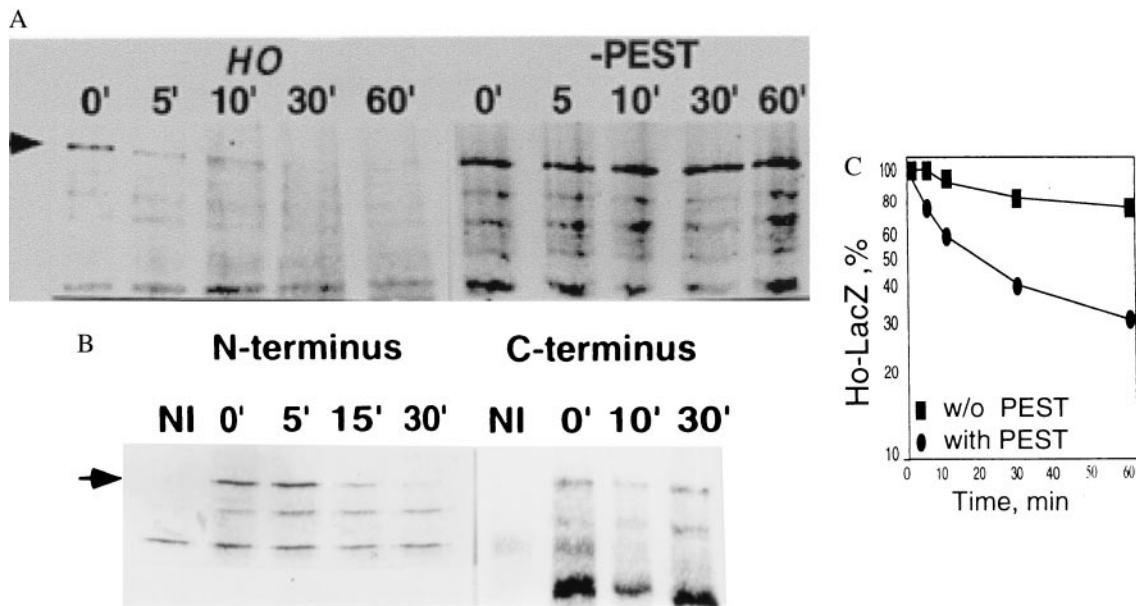 A
HO
-PEST
0' 5' 10' 30' 60'
0' 5 10' 30' 60'
B
N-terminus
C-terminus
NI 0' 5' 15' 30'
NI 0' 10' 30'
C
Ho-LacZ, %
100
80
60
50
40
30
20
10
w/o PEST
with PEST
0 10 20 30 40 50 60
Time, min